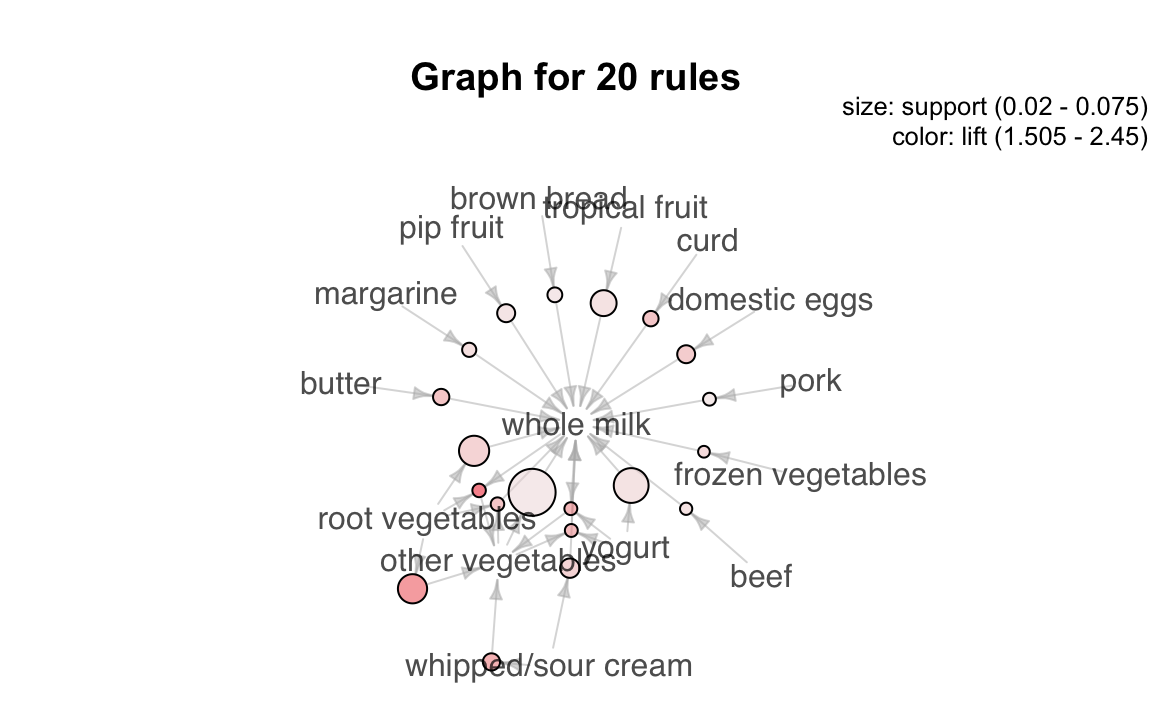 Graph for 20 rules
size: support (0.02 - 0.075)
color: lift (1.505 - 2.45)
brown bread
tropical fruit
pip fruit
curd
margarine
domestic eggs
butter
pork
whole milk
frozen vegetables
root vegetables
yogurt
other vegetables
beef
whipped/sour cream